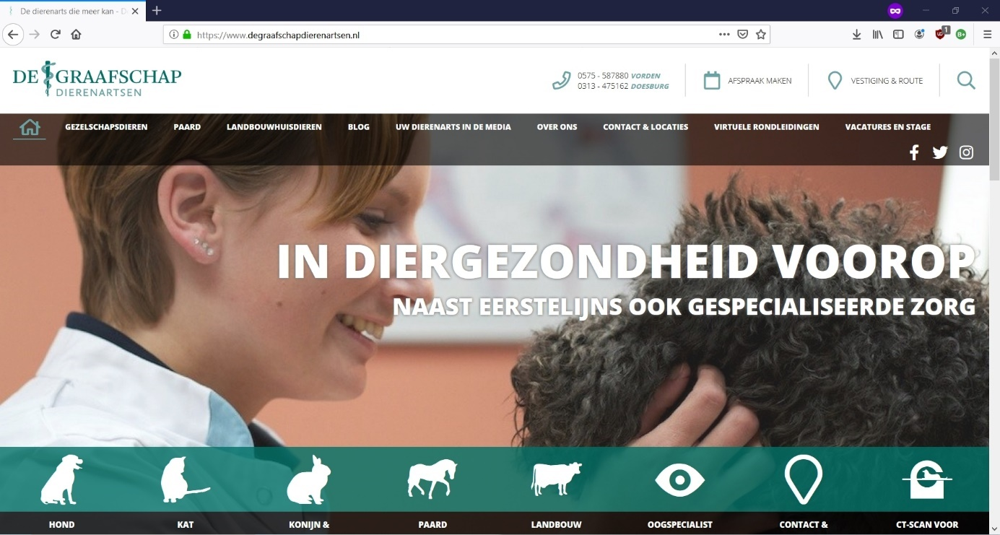 De dierenarts die meer kan - De
https://www.degraafschapdierenartsen.nl
1
DE GRAAFSCHAP
DIERENARTSEN
0575 - 587880 VORDEN
0313 - 475162 DOESBURG
AFSPRAAK MAKEN
VESTIGING & ROUTE
GEZELSCHAPSDIEREN PAARD LANDBOUWHUISDIEREN BLOG UW DIERENARTS IN DE MEDIA OVER ONS CONTACT & LOCATIES VIRTUELE RONDLEIDINGEN VACATURES EN STAGE
IN DIERGEZONDHEID VOOROP
NAAST EERSTELIJNS OOK GESPECIALISEERDE ZORG
HOND KAT KONIJN & PAARD LANDBOUW OOGSPECIALIST CONTACT & CT-SCAN VOOR